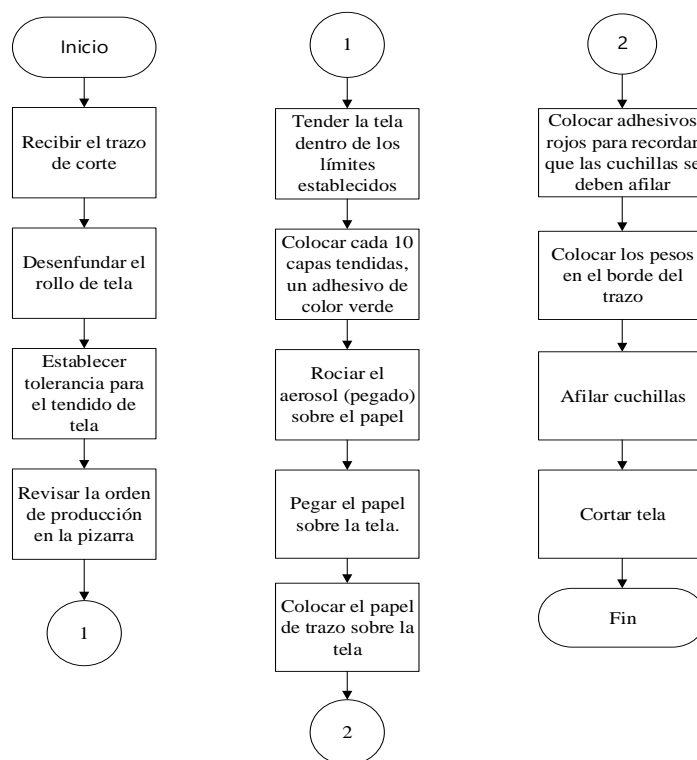 Inicio
Recibir el trazo
de corte
Desenfundar el
rollo de tela
Establecer
tolerancia para
el tendido de
tela
Revisar la orden
de producción
en la pizarra
1
1
Tender la tela
dentro de los
límites
establecidos
Colocar cada 10
capas tendidas,
un adhesivo de
color verde
Rociar el
aerosol (pegado)
sobre el papel
Pegar el papel
sobre la tela.
Colocar el papel
de trazo sobre la
tela
2
2
Colocar adhesivos
rojos para recordar
que las cuchillas se
deben afilar
Colocar los pesos
en el borde del
trazo
Afilar cuchillas
Cortar tela
Fin